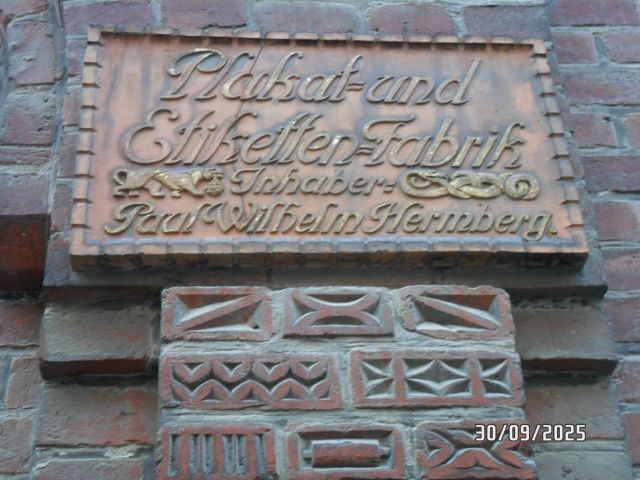 Plakat= und
Etiketten=Fabrik
Inhaber=
Paul Wilhelm Hermberg.
30/09/2025